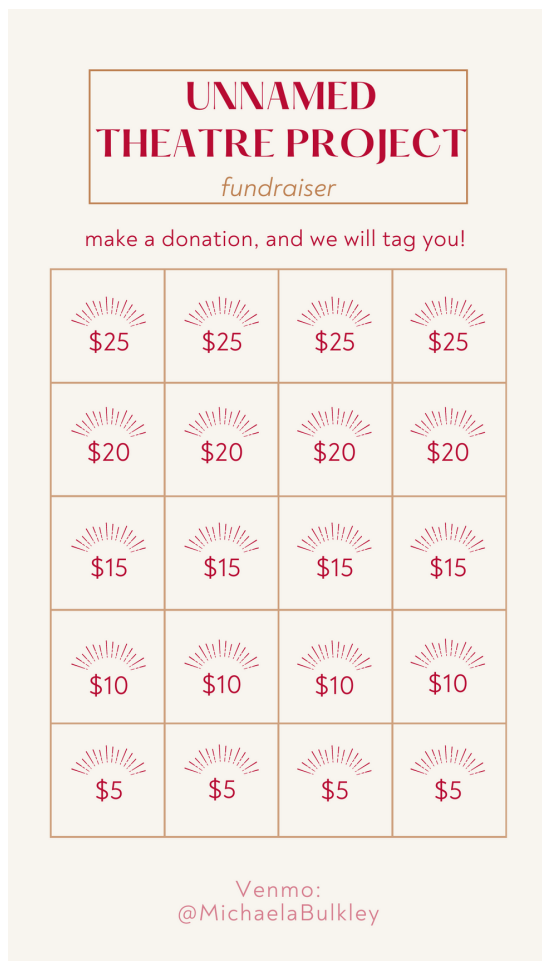 UNNAMED
THEATRE PROJECT
fundraiser
make a donation, and we will tag you!
$25 $25 $25 $25
$20 $20 $20 $20
$15 $15 $15 $15
$10 $10 $10 $10
$5 $5 $5 $5
Venmo:
@MichaelaBulkley